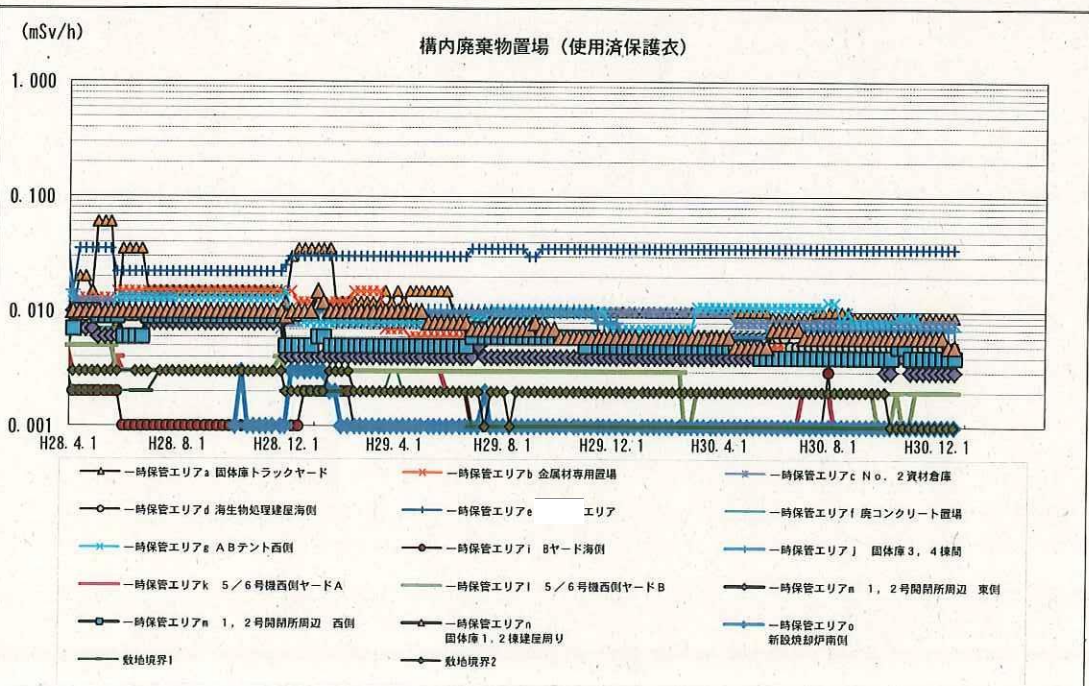 (mSv/h)
構内廃棄物置場（使用済保護衣）
1.000
0.100
0.010
0.001
H28.4.1 H28.8.1 H28.12.1 H29.4.1 H29.8.1 H29.12.1 H30.4.1 H30.8.1 H30.12.1
一時保管エリアa 固体庫トラックヤード
一時保管エリアb 金属材専用置場
一時保管エリアc No.2資材倉庫
一時保管エリアd 海生物処理建屋海側
一時保管エリアe エリア
一時保管エリアf 廃コンクリート置場
一時保管エリアg ABテント西側
一時保管エリアi Bヤード海側
一時保管エリアj 固体庫3,4棟間
一時保管エリアk 5/6号機西側ヤードA
一時保管エリアl 5/6号機西側ヤードB
一時保管エリアm 1,2号開閉所周辺 東側
一時保管エリアm 1,2号開閉所周辺 西側
一時保管エリアn
固体庫1,2棟建屋周り
一時保管エリアo
新設焼却炉南側
敷地境界1
敷地境界2